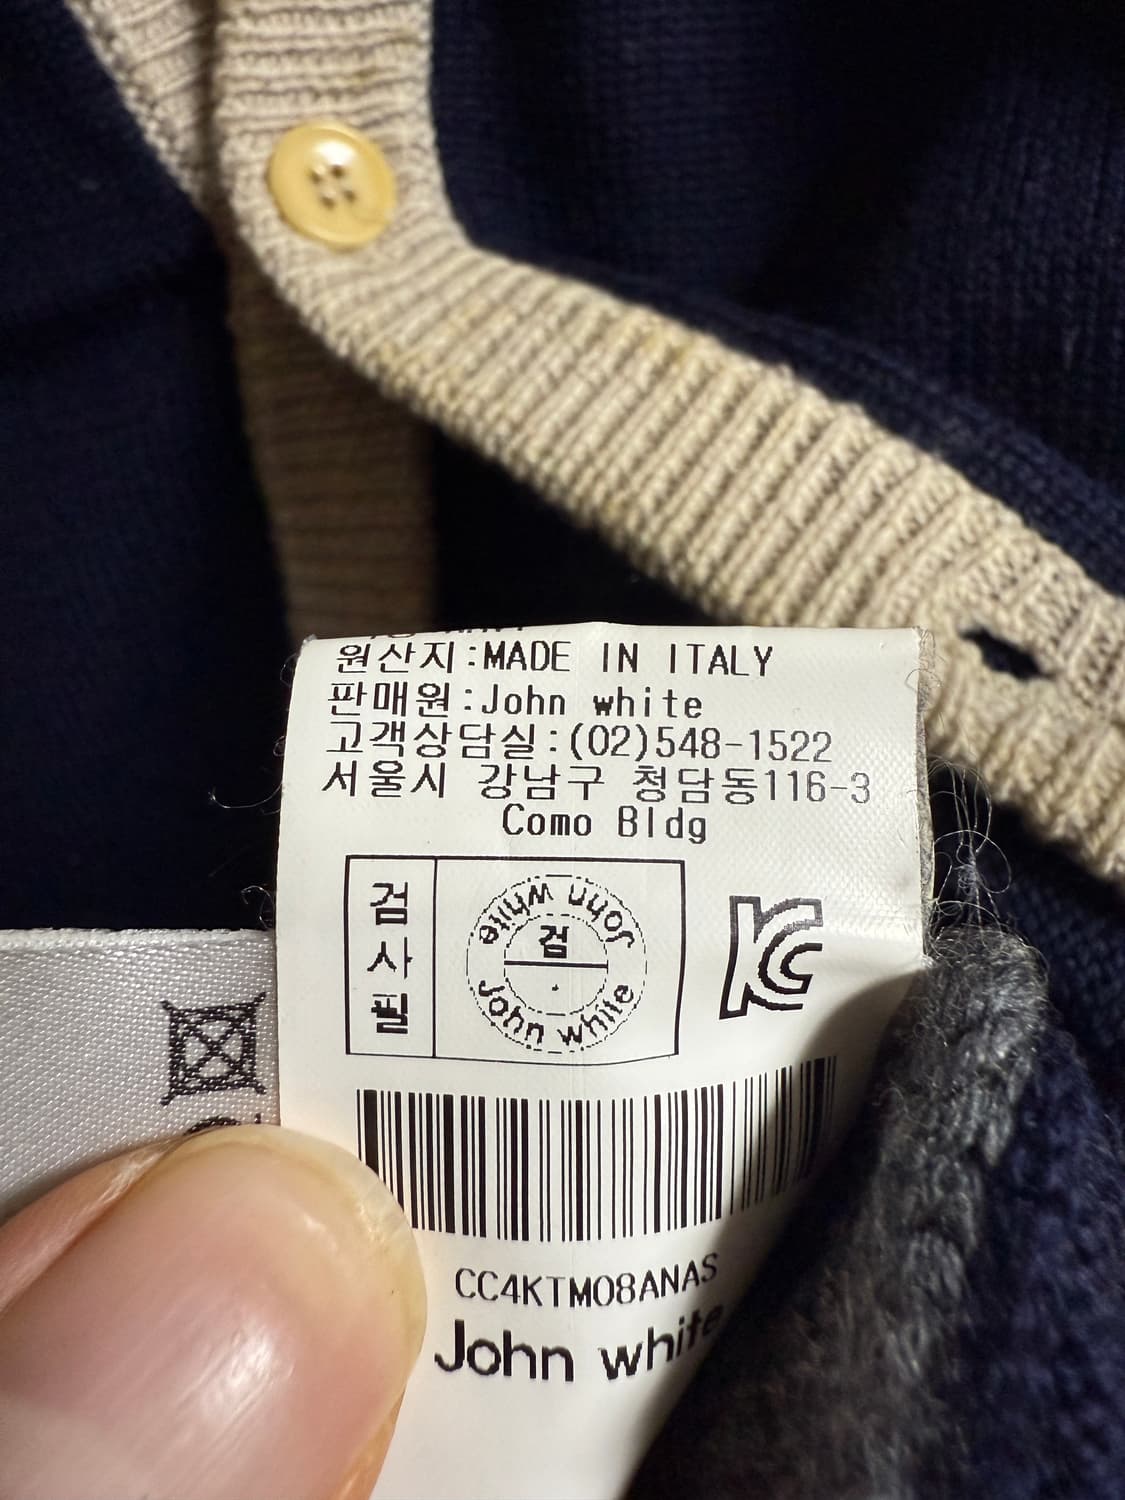 원산지:MADE IN ITALY
판매원:John white
고객상담실:(02)548-1522
서울시 강남구 청담동116-3
Como Bldg
검사필
John white
검
John white
KC
CC4KTM08ANAS
John white